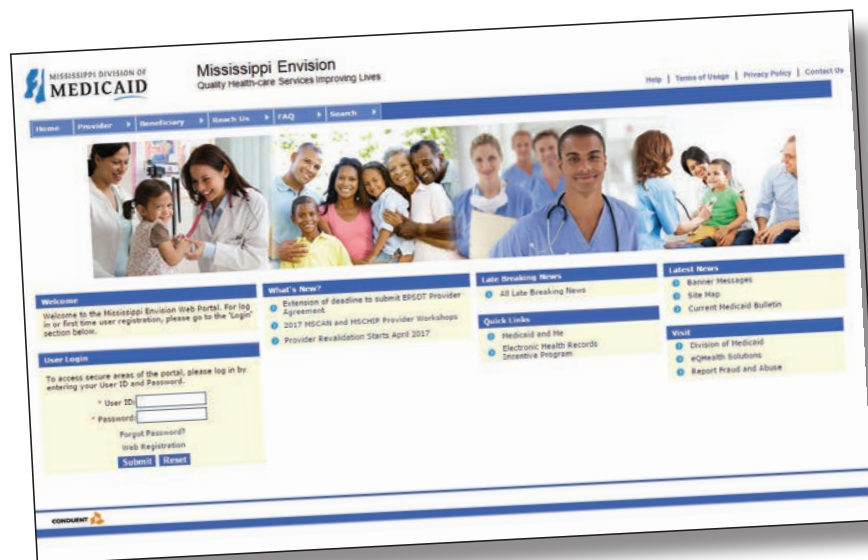 MISSISSIPPI DIVISION OF
MEDICAID
Mississippi Envision
Quality Health-care Services Improving Lives
Help | Terms of Usage | Privacy Policy | Contact Us
Home Provider Beneficiary Reach Us FAQ Search
Welcome
Welcome to the Mississippi Envision Web Portal. For log
in or first time user registration, please go to the 'Login'
section below.
User Login
To access secure areas of the portal, please log in by
entering your User ID and Password.
* User ID:
* Password:
Forgot Password?
Web Registration
Submit Reset
What's New?
Extension of deadline to submit EPSDT Provider
Agreement
2017 MSCAN and MSCHIP Provider Workshops
Provider Revalidation Starts April 2017
Late Breaking News
All Late Breaking News
Quick Links
Medicaid and Me
Electronic Health Records
Incentive Program
Latest News
Banner Messages
Site Map
Current Medicaid Bulletin
Visit
Division of Medicaid
eQHealth Solutions
Report Fraud and Abuse
CONDUENT